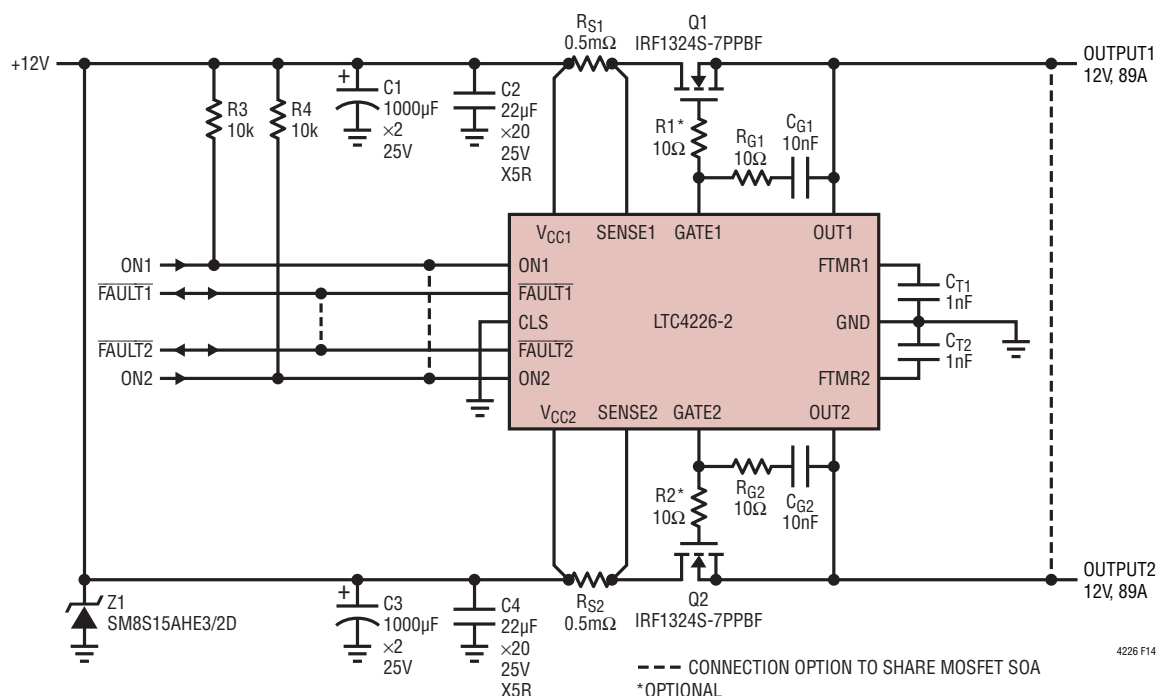 +12V
RS1
0.5mΩ
Q1
IRF1324S-7PPBF
OUTPUT1
12V, 89A
R3
10k
R4
10k
+
C1
1000µF
×2
25V
C2
22µF
×20
25V
X5R
R1*
10Ω
RG1
10Ω
CG1
10nF
VCC1
SENSE1
GATE1
OUT1
ON1
FAULT1
FAULT2
ON2
ON1
FAULT1
CLS
FAULT2
ON2
LTC4226-2
FTMR1
GND
FTMR2
CT1
1nF
CT2
1nF
VCC2
SENSE2
GATE2
OUT2
R2*
10Ω
RG2
10Ω
CG2
10nF
Z1
SM8S15AHE3/2D
+
C3
1000µF
×2
25V
C4
22µF
×20
25V
X5R
RS2
0.5mΩ
Q2
IRF1324S-7PPBF
OUTPUT2
12V, 89A
4226 F14
CONNECTION OPTION TO SHARE MOSFET SOA
*OPTIONAL